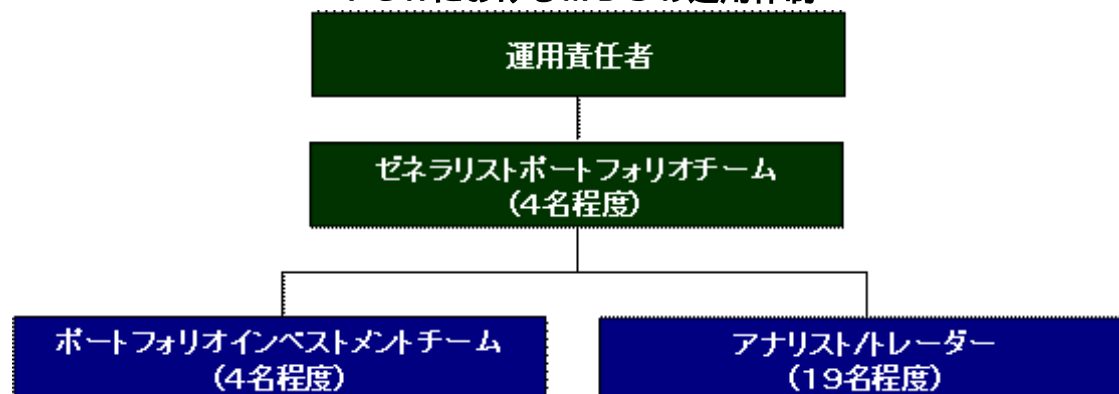 運用責任者
ゼネラリストポートフォリオチーム
(4名程度)
ポートフォリオインベストメントチーム
(4名程度)
アナリスト/トレーダー
(19名程度)